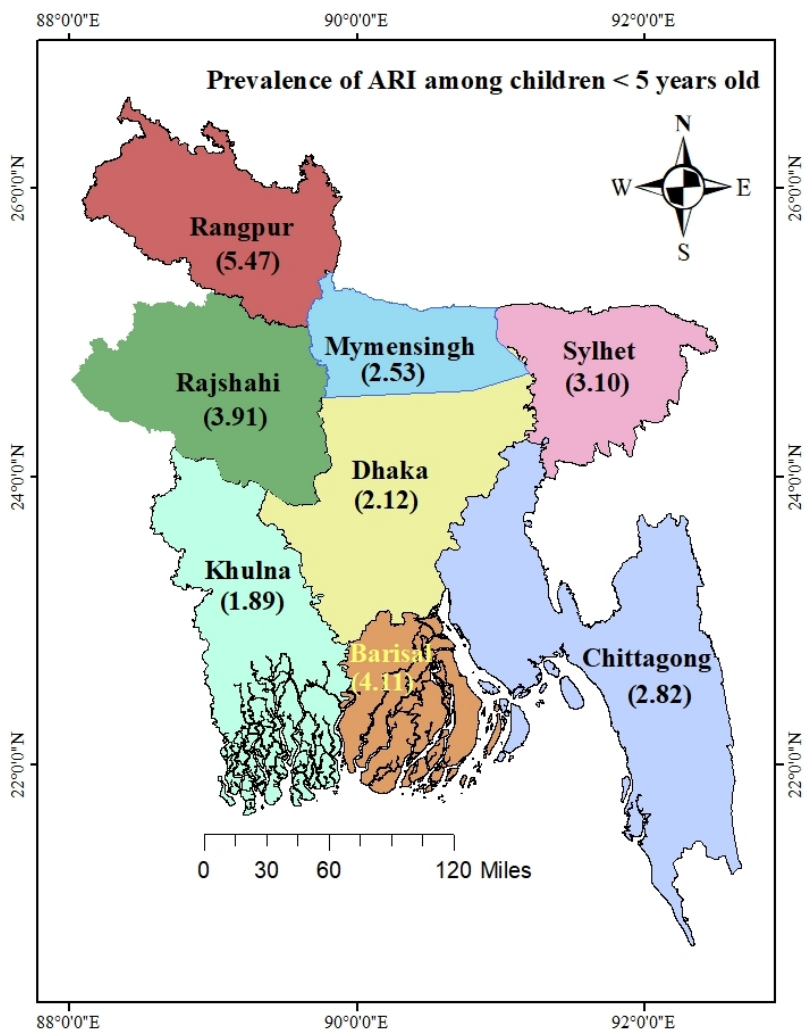 88°0'0"E
90°0'0"E
92°0'0"E
Prevalence of ARI among children < 5 years old
N
W
E
S
26°0'0"N
26°0'0"N
Rangpur
(5.47)
Mymensingh
(2.53)
Sylhet
(3.10)
Rajshahi
(3.91)
Dhaka
(2.12)
24°0'0"N
24°0'0"N
Khulna
(1.89)
Barisal
(4.11)
Chittagong
(2.82)
22°0'0"N
22°0'0"N
0 30 60 120 Miles
88°0'0"E
90°0'0"E
92°0'0"E